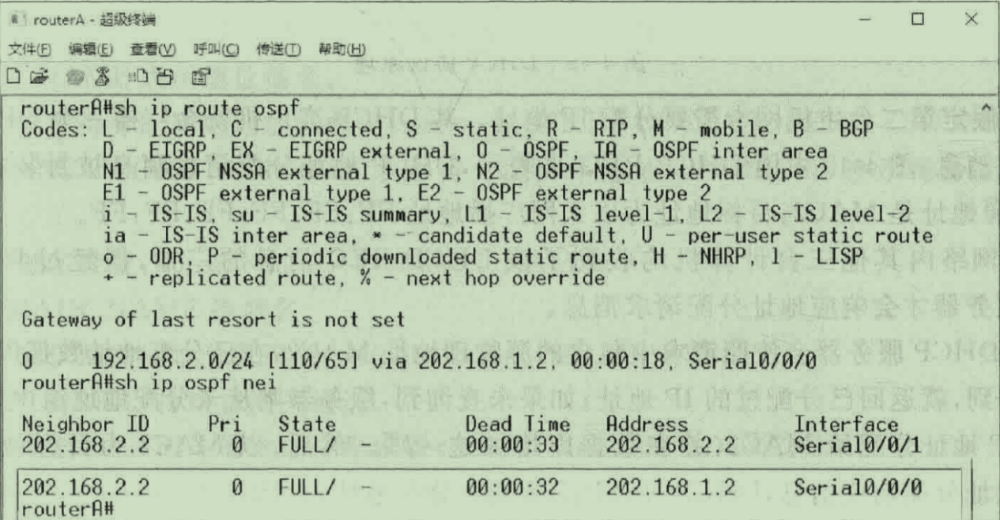 routerA - 超级终端
文件(F) 编辑(E) 查看(V) 呼叫(C) 传送(T) 帮助(H)
routerA#sh ip route ospf
Codes: L - local, C - connected, S - static, R - RIP, M - mobile, B - BGP
D - EIGRP, EX - EIGRP external, O - OSPF, IA - OSPF inter area
N1 - OSPF NSSA external type 1, N2 - OSPF NSSA external type 2
E1 - OSPF external type 1, E2 - OSPF external type 2
i - IS-IS, su - IS-IS summary, L1 - IS-IS level-1, L2 - IS-IS level-2
ia - IS-IS inter area, * - candidate default, U - per-user static route
o - ODR, P - periodic downloaded static route, H - NHRP, l - LISP
+ - replicated route, % - next hop override
Gateway of last resort is not set
O 192.168.2.0/24 [110/65] via 202.168.1.2, 00:00:18, Serial0/0/0
routerA#sh ip ospf nei
Neighbor ID Pri State Dead Time Address Interface
202.168.2.2 0 FULL/ - 00:00:33 202.168.2.2 Serial0/0/1
202.168.2.2 0 FULL/ - 00:00:32 202.168.1.2 Serial0/0/0
routerA#